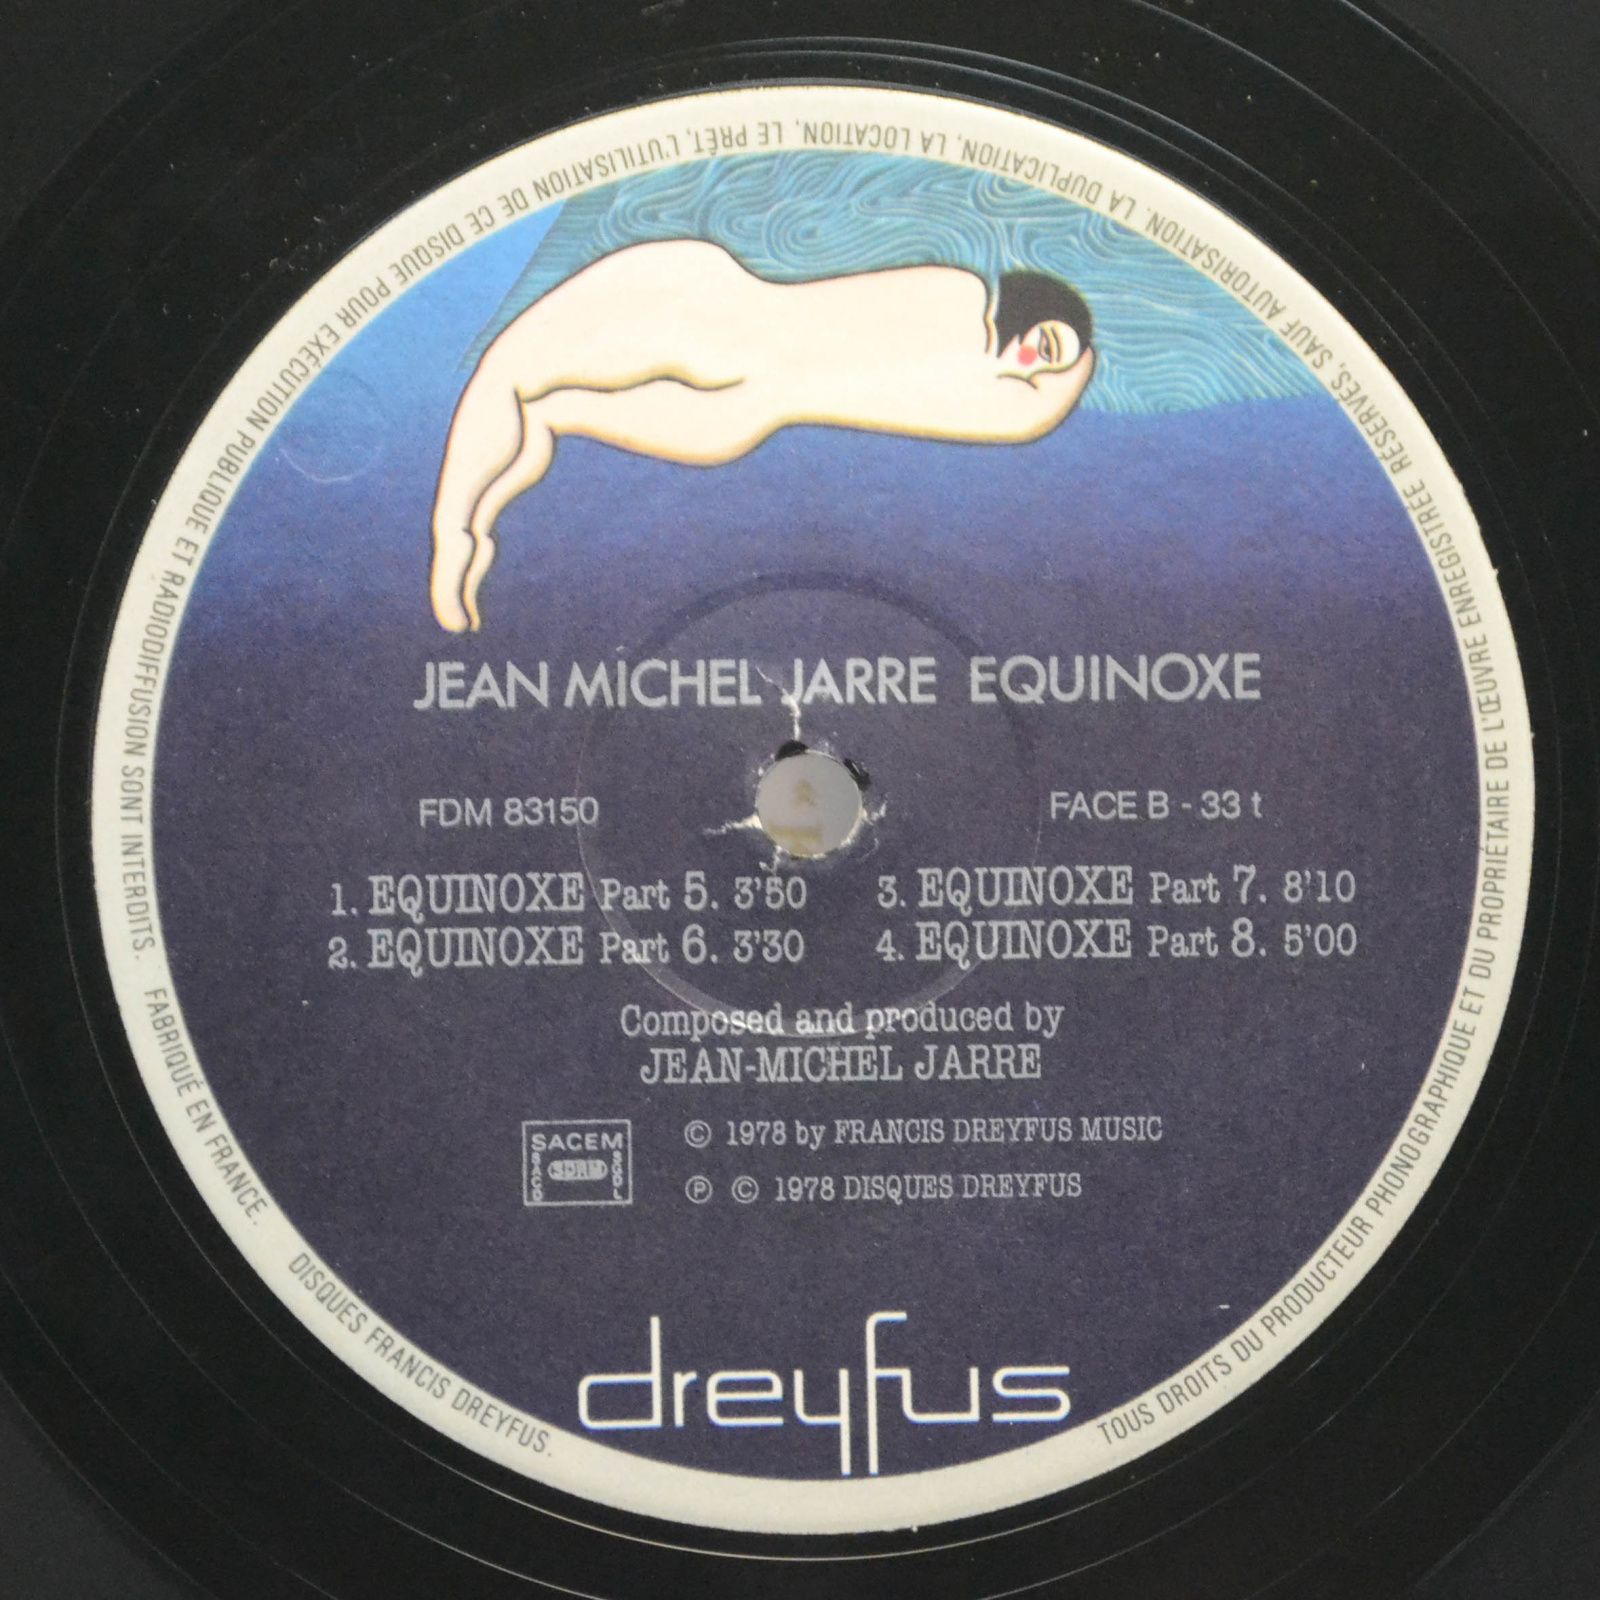 JEAN MICHEL JARRE EQUINOXE
FDM 83150
FACE B - 33 t
1. EQUINOXE Part 5. 3'50
2. EQUINOXE Part 6. 3'30
3. EQUINOXE Part 7. 8'10
4. EQUINOXE Part 8. 5'00
Composed and produced by
JEAN-MICHEL JARRE
SACEM
SACD
SDRM
SGDL
© 1978 by FRANCIS DREYFUS MUSIC
℗ © 1978 DISQUES DREYFUS
dreyfus
TOUS DROITS DU PRODUCTEUR PHONOGRAPHIQUE ET DU PROPRIÉTAIRE DE L'ŒUVRE ENREGISTRÉE RÉSERVÉS, SAUF AUTORISATION. LA DUPLICATION, LA LOCATION, LE PRÊT, L'UTILISATION DE CE DISQUE POUR EXÉCUTION PUBLIQUE ET RADIODIFFUSION SONT INTERDITS. FABRIQUÉ EN FRANCE. DISQUES FRANCIS DREYFUS.